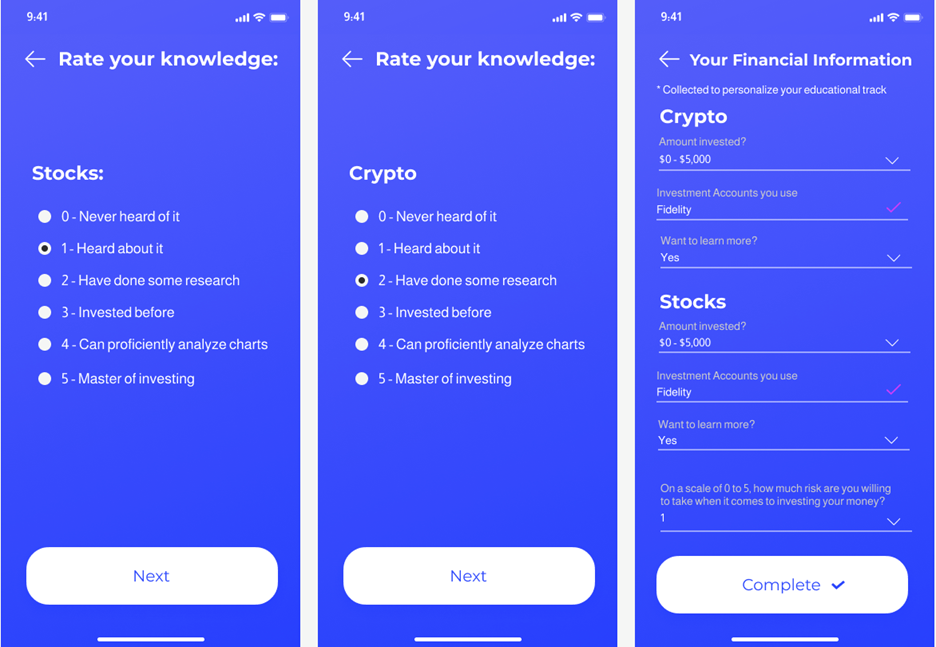 9:41
Rate your knowledge:
Stocks:
0 - Never heard of it
1 - Heard about it
2 - Have done some research
3 - Invested before
4 - Can proficiently analyze charts
5 - Master of investing
Next
9:41
Rate your knowledge:
Crypto
0 - Never heard of it
1 - Heard about it
2 - Have done some research
3 - Invested before
4 - Can proficiently analyze charts
5 - Master of investing
Next
9:41
Your Financial Information
* Collected to personalize your educational track
Crypto
Amount invested?
$0 - $5,000
Investment Accounts you use
Fidelity
Want to learn more?
Yes
Stocks
Amount invested?
$0 - $5,000
Investment Accounts you use
Fidelity
Want to learn more?
Yes
On a scale of 0 to 5, how much risk are you willing
to take when it comes to investing your money?
1
Complete